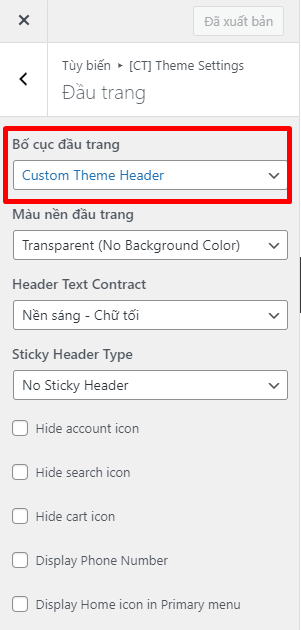 Đã xuất bản
Tùy biến ▸ [CT] Theme Settings
Đầu trang
Bố cục đầu trang
Custom Theme Header
Màu nền đầu trang
Transparent (No Background Color)
Header Text Contract
Nền sáng - Chữ tối
Sticky Header Type
No Sticky Header
Hide account icon
Hide search icon
Hide cart icon
Display Phone Number
Display Home icon in Primary menu